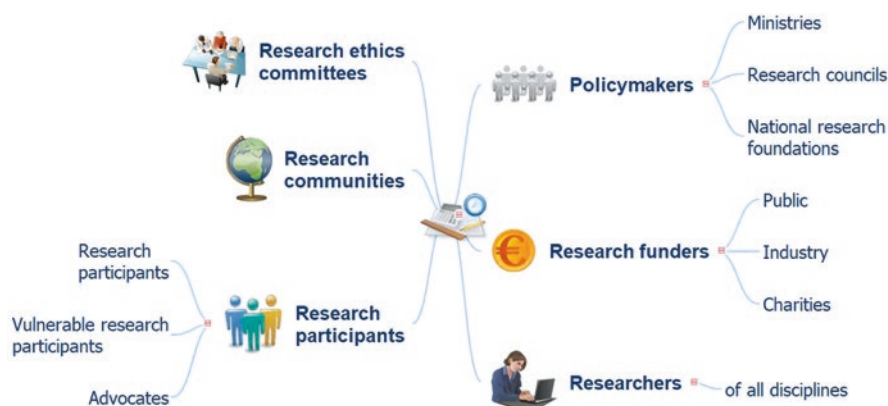 Research ethics
committees
Research
communities
Research
participants
Research
participants
Vulnerable research
participants
Advocates
Policymakers
Ministries
Research councils
National research
foundations
Research funders
Public
Industry
Charities
Researchers
of all disciplines